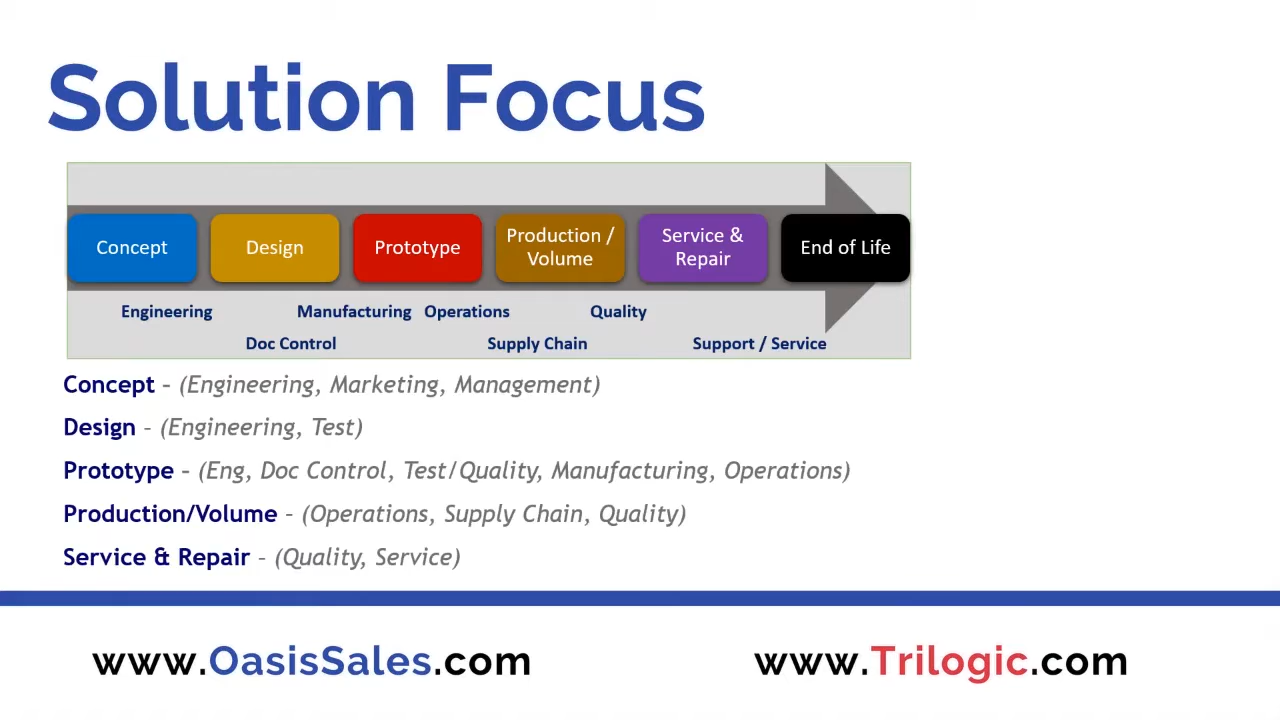 Solution Focus
Concept
Design
Prototype
Production /
Volume
Service &
Repair
End of Life
Engineering
Manufacturing
Operations
Quality
Doc Control
Supply Chain
Support / Service
Concept – (Engineering, Marketing, Management)
Design – (Engineering, Test)
Prototype – (Eng, Doc Control, Test/Quality, Manufacturing, Operations)
Production/Volume – (Operations, Supply Chain, Quality)
Service & Repair – (Quality, Service)
www.OasisSales.com
www.Trilogic.com